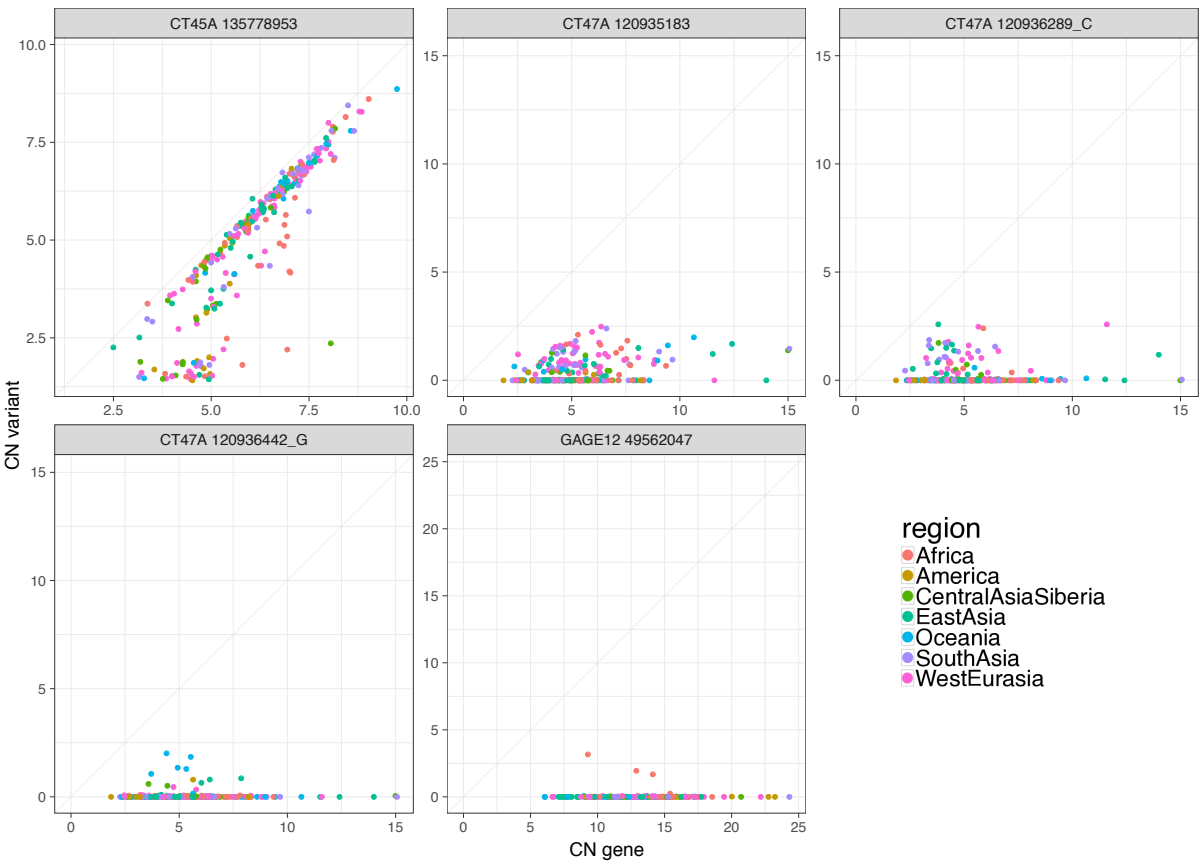 CT45A 135778953
CT47A 120935183
CT47A 120936289_C
10.0
7.5
5.0
2.5
2.5 5.0 7.5 10.0
15
10
5
0
0 5 10 15
15
10
5
0
0 5 10 15
CN variant
CT47A 120936442_G
GAGE12 49562047
15
10
5
0
0 5 10 15
25
20
15
10
5
0
0 5 10 15 20 25
CN gene
region
Africa
America
CentralAsiaSiberia
EastAsia
Oceania
SouthAsia
WestEurasia